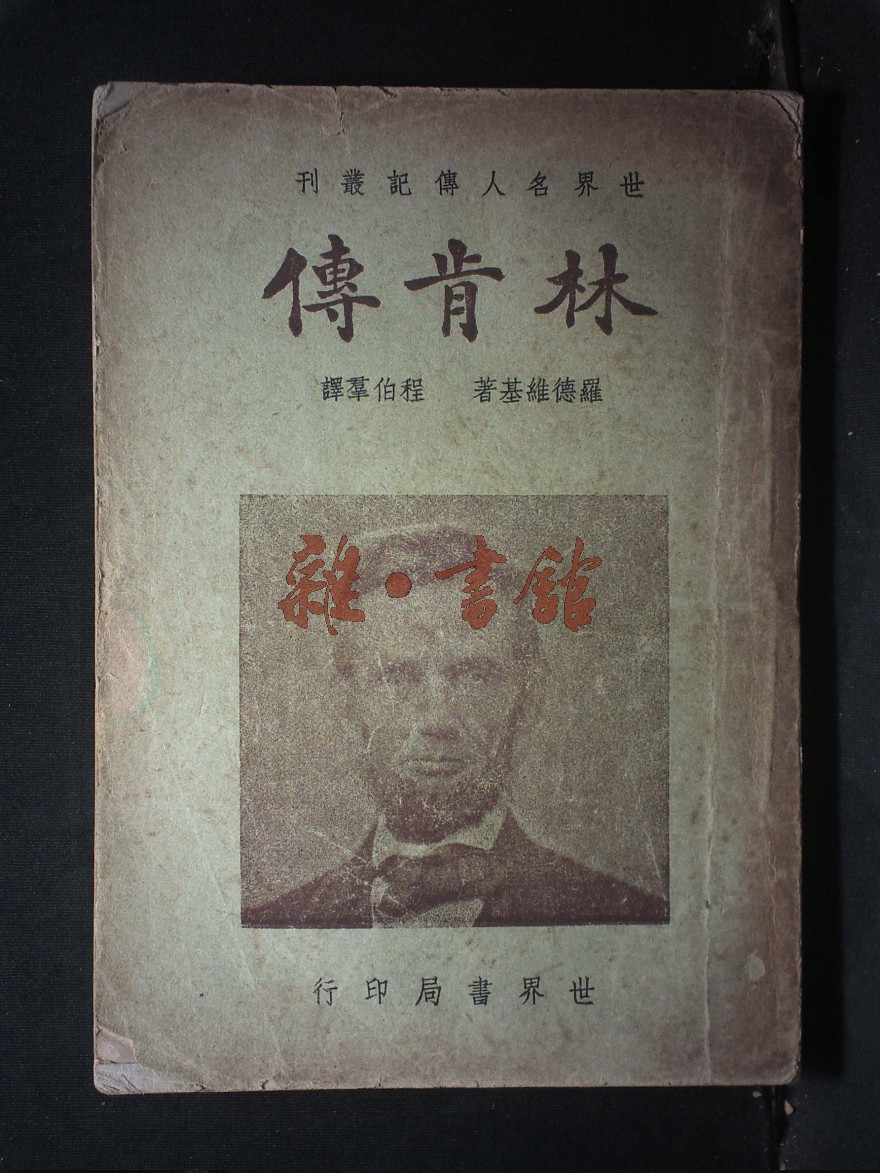 世界名人傳記叢刊
林肯傳
羅德維基著 程伯羣譯
雜·書館
世界書局印行